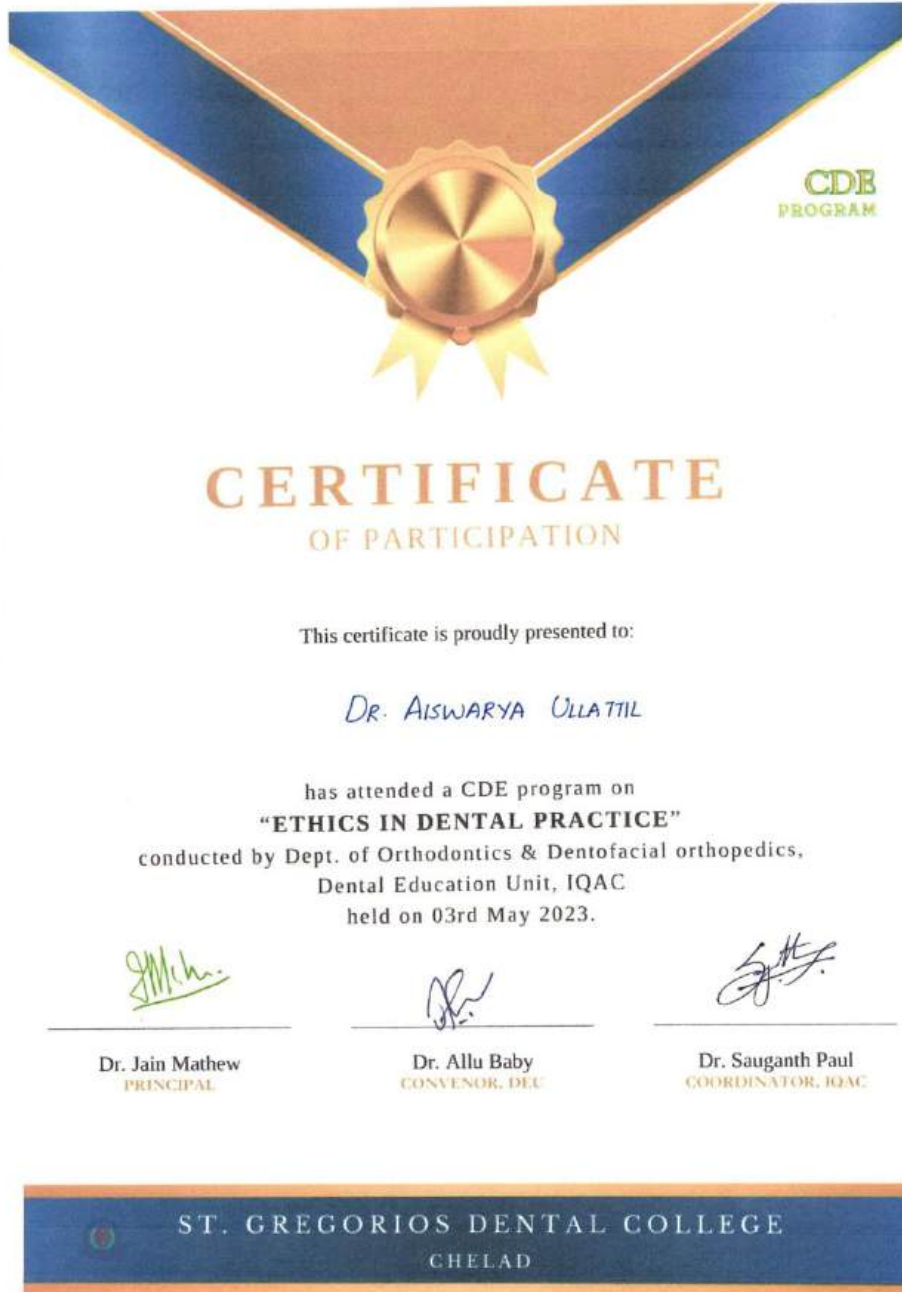 CDE
PROGRAM
CERTIFICATE
OF PARTICIPATION
This certificate is proudly presented to:
DR. AISWARYA ULLATTIL
has attended a CDE program on
“ETHICS IN DENTAL PRACTICE”
conducted by Dept. of Orthodontics & Dentofacial orthopedics,
Dental Education Unit, IQAC
held on 03rd May 2023.
Dr. Jain Mathew
PRINCIPAL
Dr. Allu Baby
CONVENOR, DEU
Dr. Sauganth Paul
COORDINATOR, IQAC
ST. GREGORIOS DENTAL COLLEGE
CHELAD